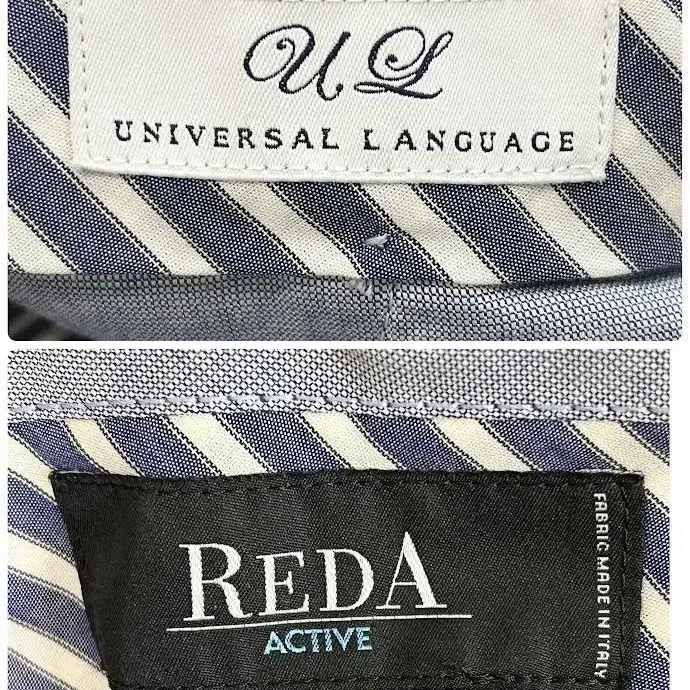 UL
UNIVERSAL LANGUAGE
REDA
ACTIVE
FABRIC MADE IN ITALY